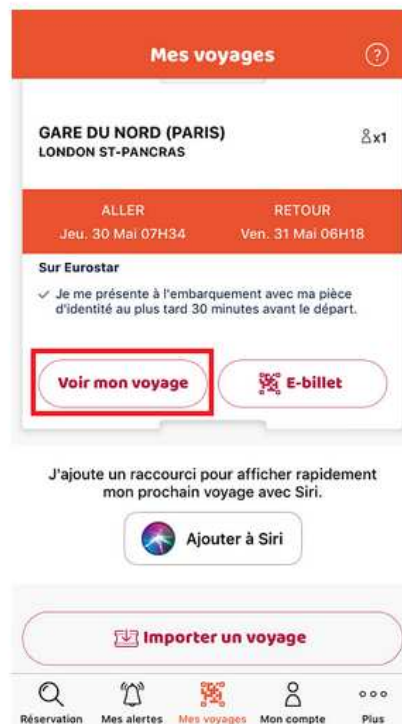 Mes voyages
?
GARE DU NORD (PARIS)
x1
LONDON ST-PANCRAS
ALLER
RETOUR
Jeu. 30 Mai 07H34
Ven. 31 Mai 06H18
Sur Eurostar
Je me présente à l'embarquement avec ma pièce
d'identité au plus tard 30 minutes avant le départ.
Voir mon voyage
E-billet
J'ajoute un raccourci pour afficher rapidement
mon prochain voyage avec Siri.
Ajouter à Siri
Importer un voyage
Réservation
Mes alertes
Mes voyages
Mon compte
Plus